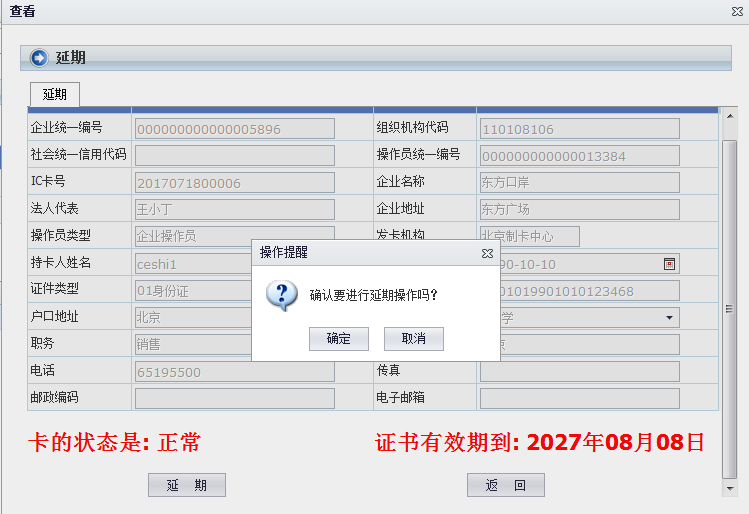 查看
延期
延期
企业统一编号 000000000000005896 组织机构代码 110108106
社会统一信用代码 操作员统一编号 000000000000013384
IC卡号 2017071800006 企业名称 东方口岸
法人代表 王小丁 企业地址 东方广场
操作员类型 企业操作员 发卡机构 北京制卡中心
操作提醒
持卡人姓名 ceshi1 90-10-10
证件类型 01身份证 01019901010123468
确认要进行延期操作吗?
户口地址 北京 学
确定 取消
职务 销售
电话 65195500 传真
邮政编码 电子邮箱
卡的状态是: 正常 证书有效期到: 2027年08月08日
延 期 返 回